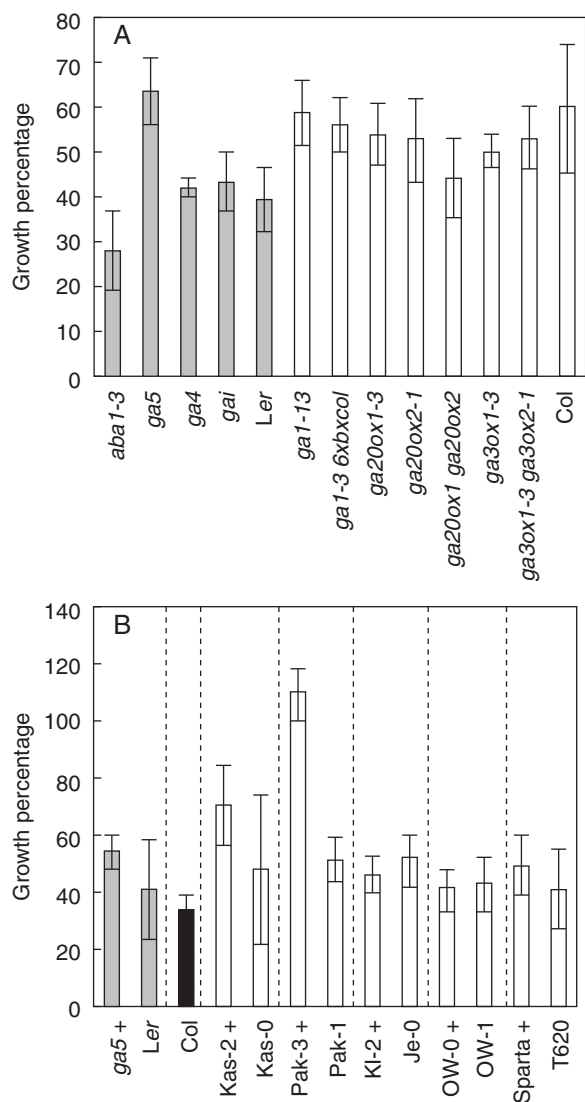 A
Growth percentage
80
70
60
50
40
30
20
10
0
aba1-3
ga5
ga4
gai
Ler
ga1-13
ga1-3 6xbxcol
ga20ox1-3
ga20ox2-1
ga20ox1 ga20ox2
ga3ox1-3
ga3ox1-3 ga3ox2-1
Col
B
Growth percentage
140
120
100
80
60
40
20
0
ga5 +
Ler
Col
Kas-2 +
Kas-0
Pak-3 +
Pak-1
Kl-2 +
Je-0
OW-0 +
OW-1
Sparta +
T620